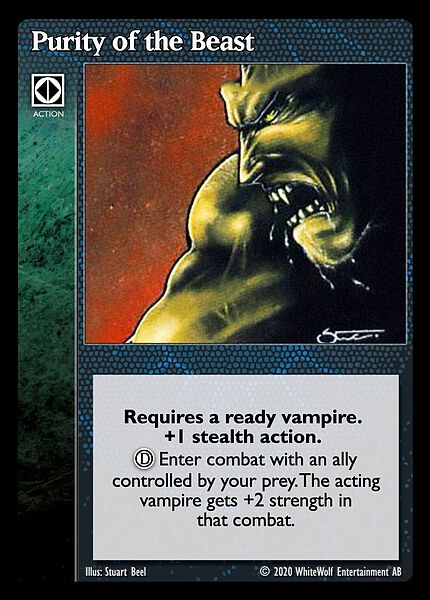 Purity of the Beast
ACTION
Requires a ready vampire.
+1 stealth action.
Ⓓ Enter combat with an ally
controlled by your prey. The acting
vampire gets +2 strength in
that combat.
Illus: Stuart Beel
© 2020 WhiteWolf Entertainment AB